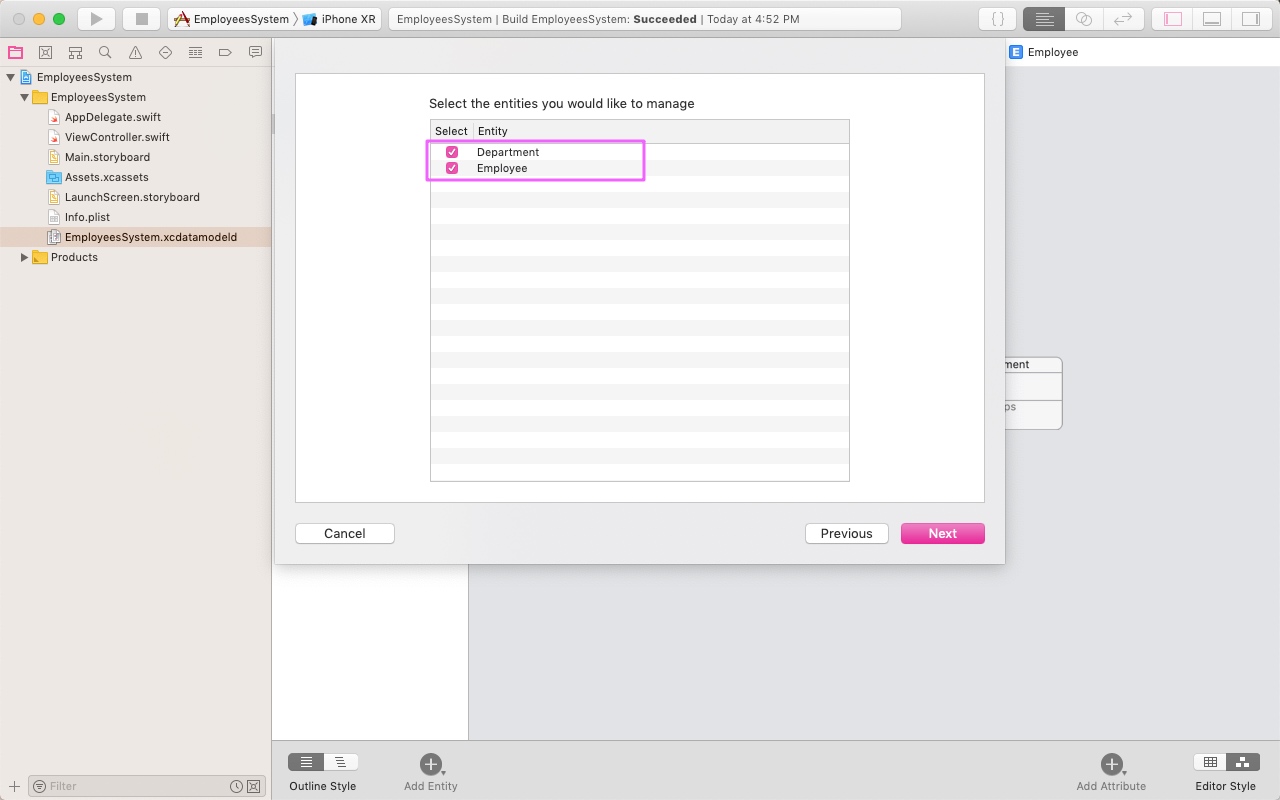 EmployeesSystem iPhone XR
EmployeesSystem | Build EmployeesSystem: Succeeded | Today at 4:52 PM
{ }
E Employee
EmployeesSystem
EmployeesSystem
AppDelegate.swift
ViewController.swift
Main.storyboard
Assets.xcassets
LaunchScreen.storyboard
Info.plist
EmployeesSystem.xcdatamodeld
Products
Select the entities you would like to manage
Select Entity
Department
Employee
Cancel
Previous
Next
Filter
Outline Style
Add Entity
Add Attribute
Editor Style